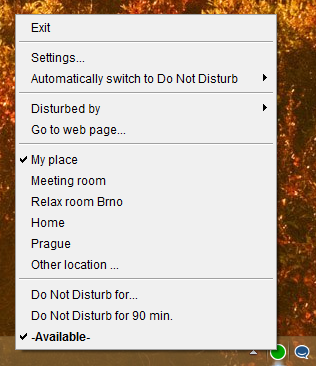 Exit
Settings...
Automatically switch to Do Not Disturb
Disturbed by
Go to web page...
My place
Meeting room
Relax room Brno
Home
Prague
Other location ...
Do Not Disturb for...
Do Not Disturb for 90 min.
-Available-